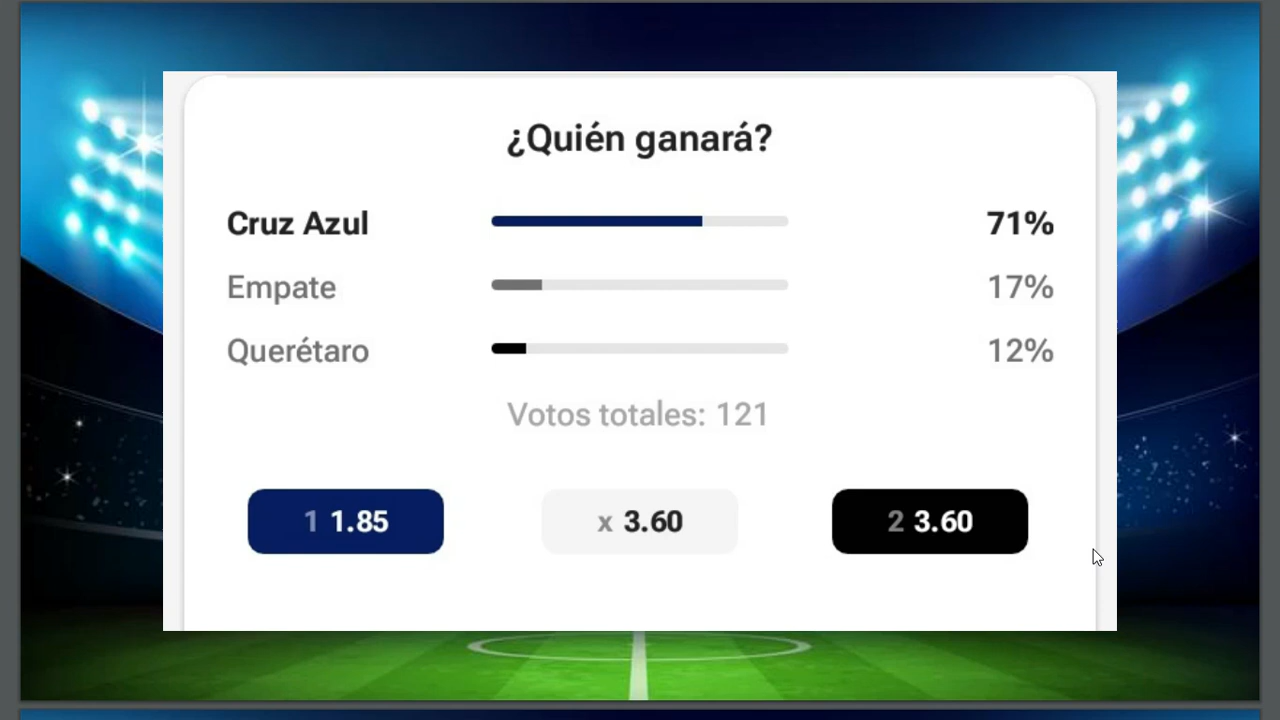 ¿Quién ganará?
Cruz Azul 71%
Empate 17%
Querétaro 12%
Votos totales: 121
1 1.85 x 3.60 2 3.60